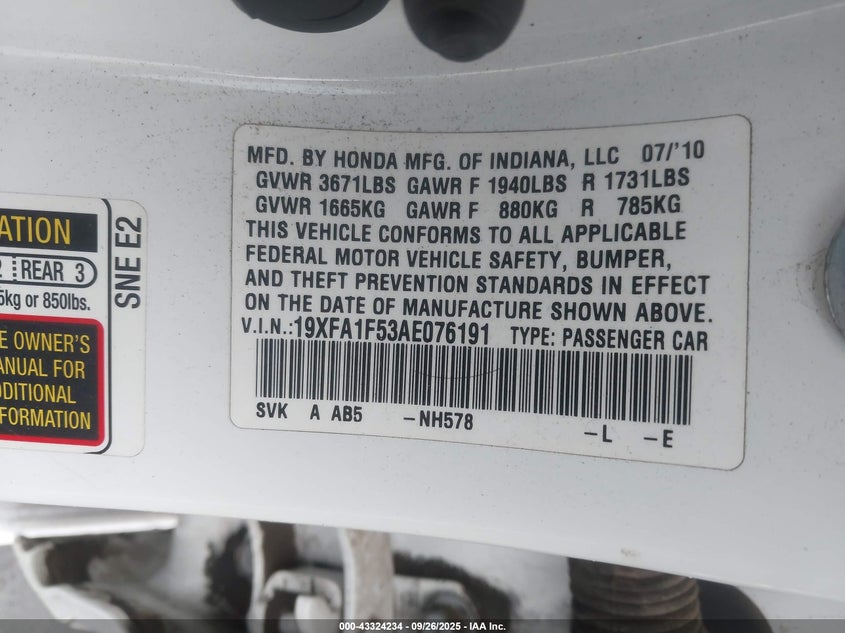 MFD. BY HONDA MFG. OF INDIANA, LLC 07/'10
GVWR 3671LBS GAWR F 1940LBS R 1731LBS
GVWR 1665KG GAWR F 880KG R 785KG
THIS VEHICLE CONFORMS TO ALL APPLICABLE
FEDERAL MOTOR VEHICLE SAFETY, BUMPER,
AND THEFT PREVENTION STANDARDS IN EFFECT
ON THE DATE OF MANUFACTURE SHOWN ABOVE.
V.I.N.:19XFA1F53AE076191 TYPE: PASSENGER CAR
SVK A AB5 -NH578
-L -E
ATION
2 REAR 3
5kg or 850lbs.
E OWNER'S
ANUAL FOR
DDITIONAL
FORMATION
SNE E2
000-43324234 - 09/26/2025 - IAA Inc.